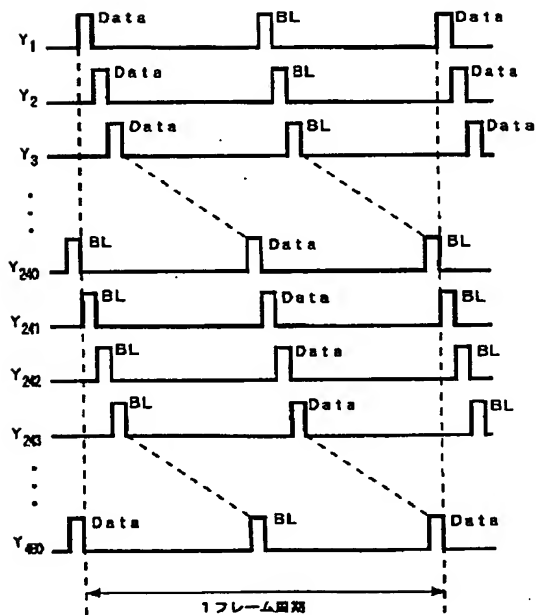 Y1 Data BL Data
Y2 Data BL Data
Y3 Data BL Data
Y240 BL Data BL
Y241 BL Data BL
Y242 BL Data BL
Y243 BL Data BL
Y480 Data BL Data
1フレーム周期